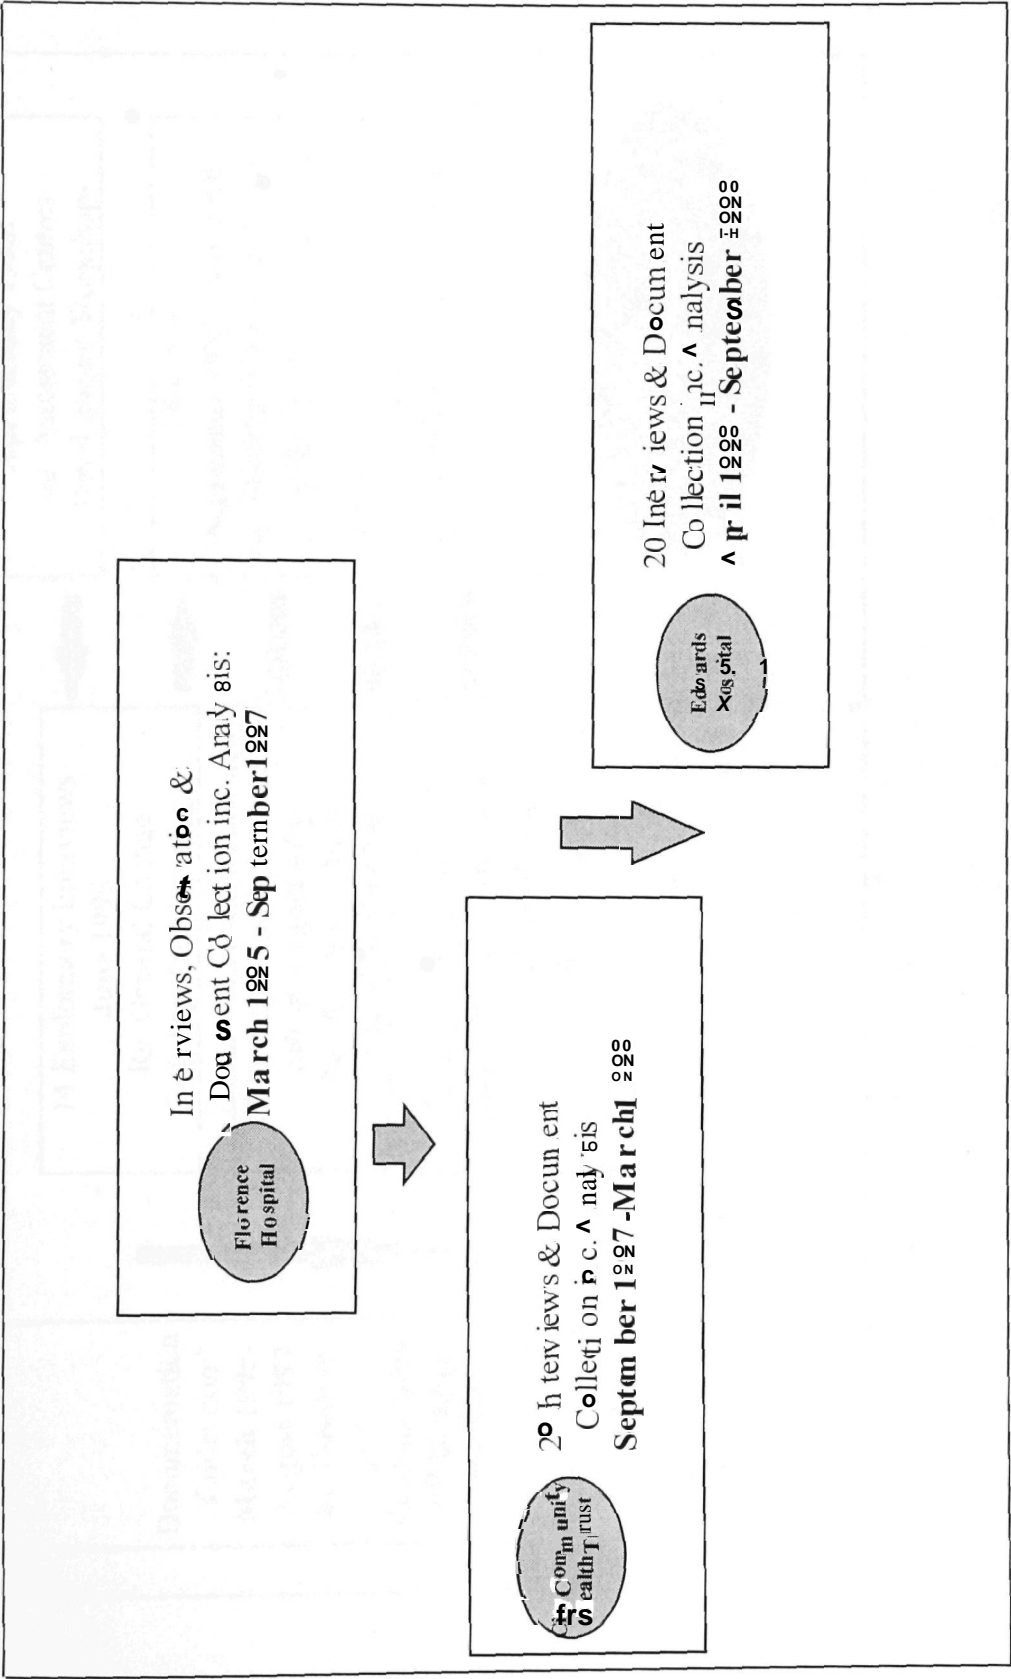 Florence
Hospital
Interviews, Observation &
Document Collection inc. Analysis:
March 1995 - September 1997
Community
Health Trust
20 Interviews & Document
Collection inc. Analysis
September 1997 - March 1998
Edwards
Hospital
20 Interviews & Document
Collection inc. Analysis
April 1998 - September 1998